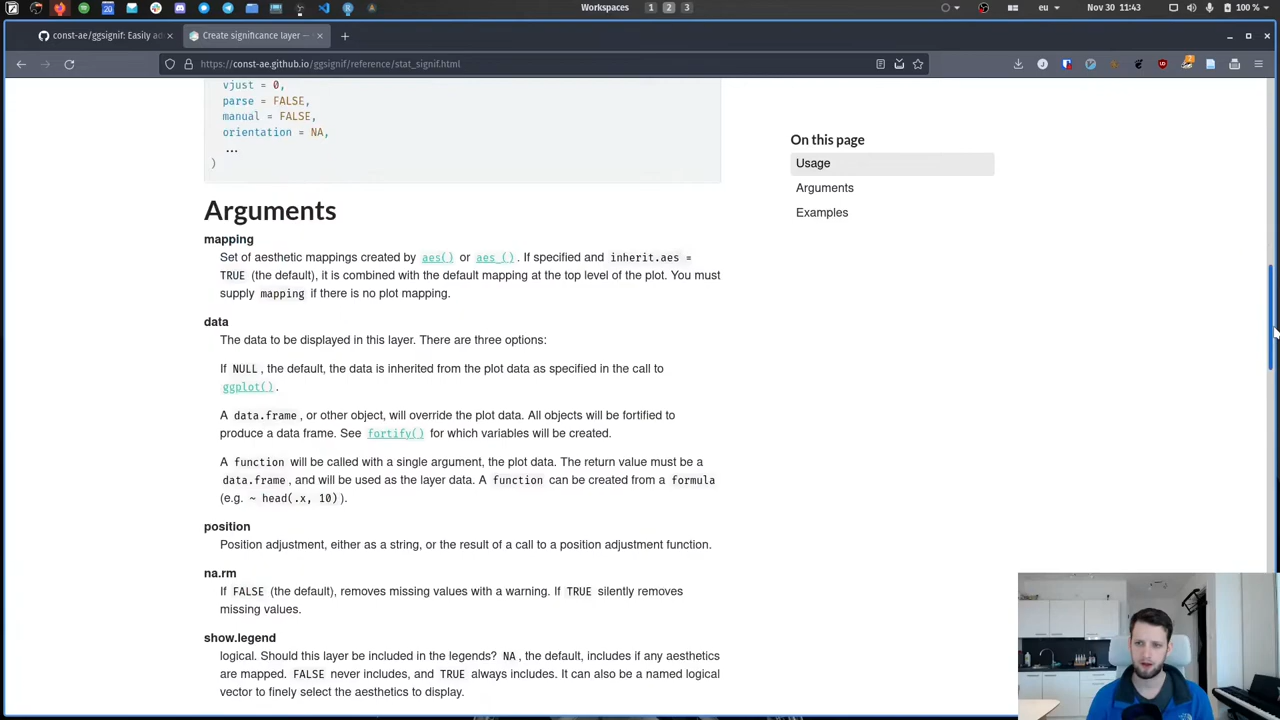 Workspaces 1 2 3
eu
Nov 30 11:43
100 %
const-ae/ggsignif: Easily ad
Create significance layer —
https://const-ae.github.io/ggsignif/reference/stat_signif.html
vjust = 0,
parse = FALSE,
manual = FALSE,
orientation = NA,
...
)
Arguments
mapping
Set of aesthetic mappings created by aes() or aes_(). If specified and inherit.aes =
TRUE (the default), it is combined with the default mapping at the top level of the plot. You must
supply mapping if there is no plot mapping.
data
The data to be displayed in this layer. There are three options:
If NULL, the default, the data is inherited from the plot data as specified in the call to
ggplot().
A data.frame, or other object, will override the plot data. All objects will be fortified to
produce a data frame. See fortify() for which variables will be created.
A function will be called with a single argument, the plot data. The return value must be a
data.frame, and will be used as the layer data. A function can be created from a formula
(e.g. ~ head(.x, 10)).
position
Position adjustment, either as a string, or the result of a call to a position adjustment function.
na.rm
If FALSE (the default), removes missing values with a warning. If TRUE silently removes
missing values.
show.legend
logical. Should this layer be included in the legends? NA, the default, includes if any aesthetics
are mapped. FALSE never includes, and TRUE always includes. It can also be a named logical
vector to finely select the aesthetics to display.
On this page
Usage
Arguments
Examples